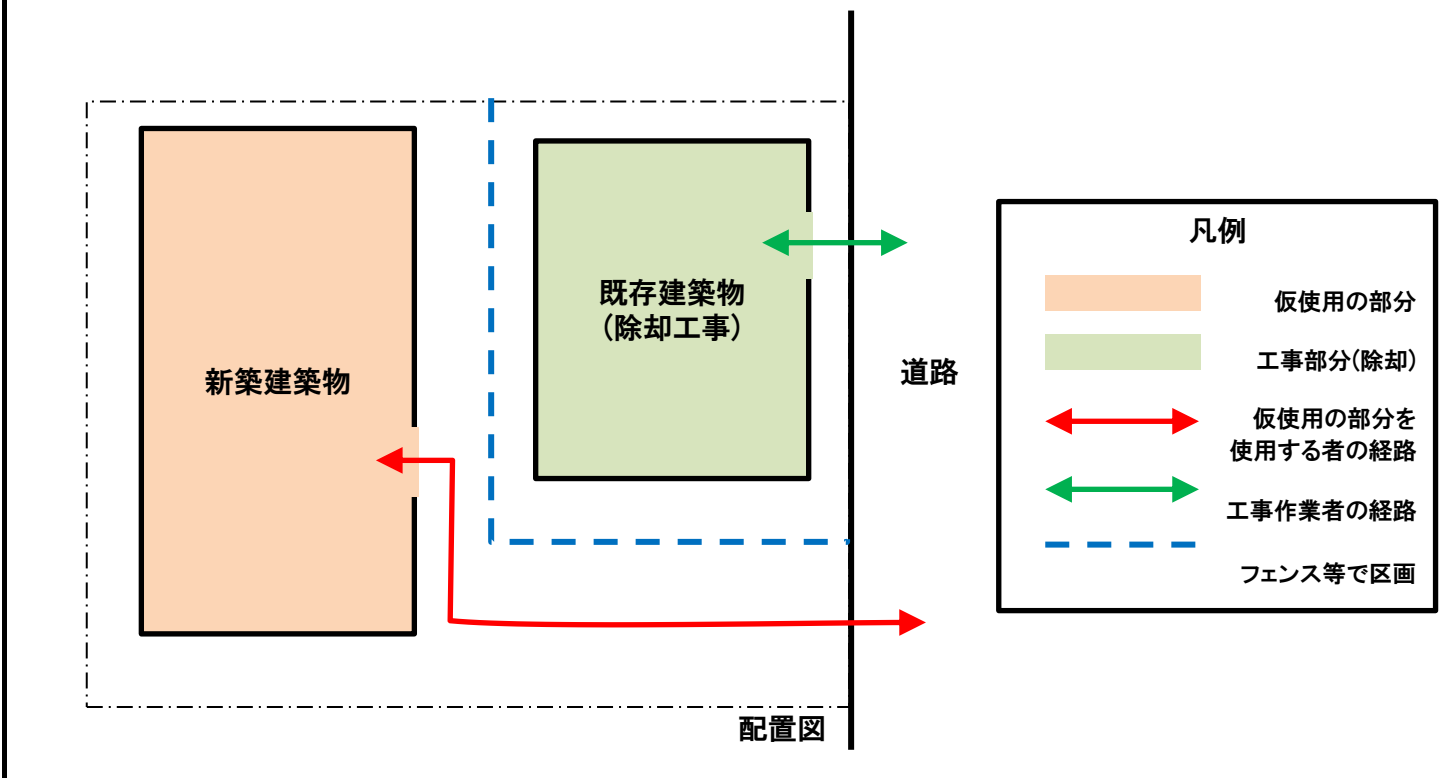 新築建築物
既存建築物
(除却工事)
道路
配置図
凡例
仮使用の部分
工事部分(除却)
仮使用の部分を
使用する者の経路
工事作業者の経路
フェンス等で区画